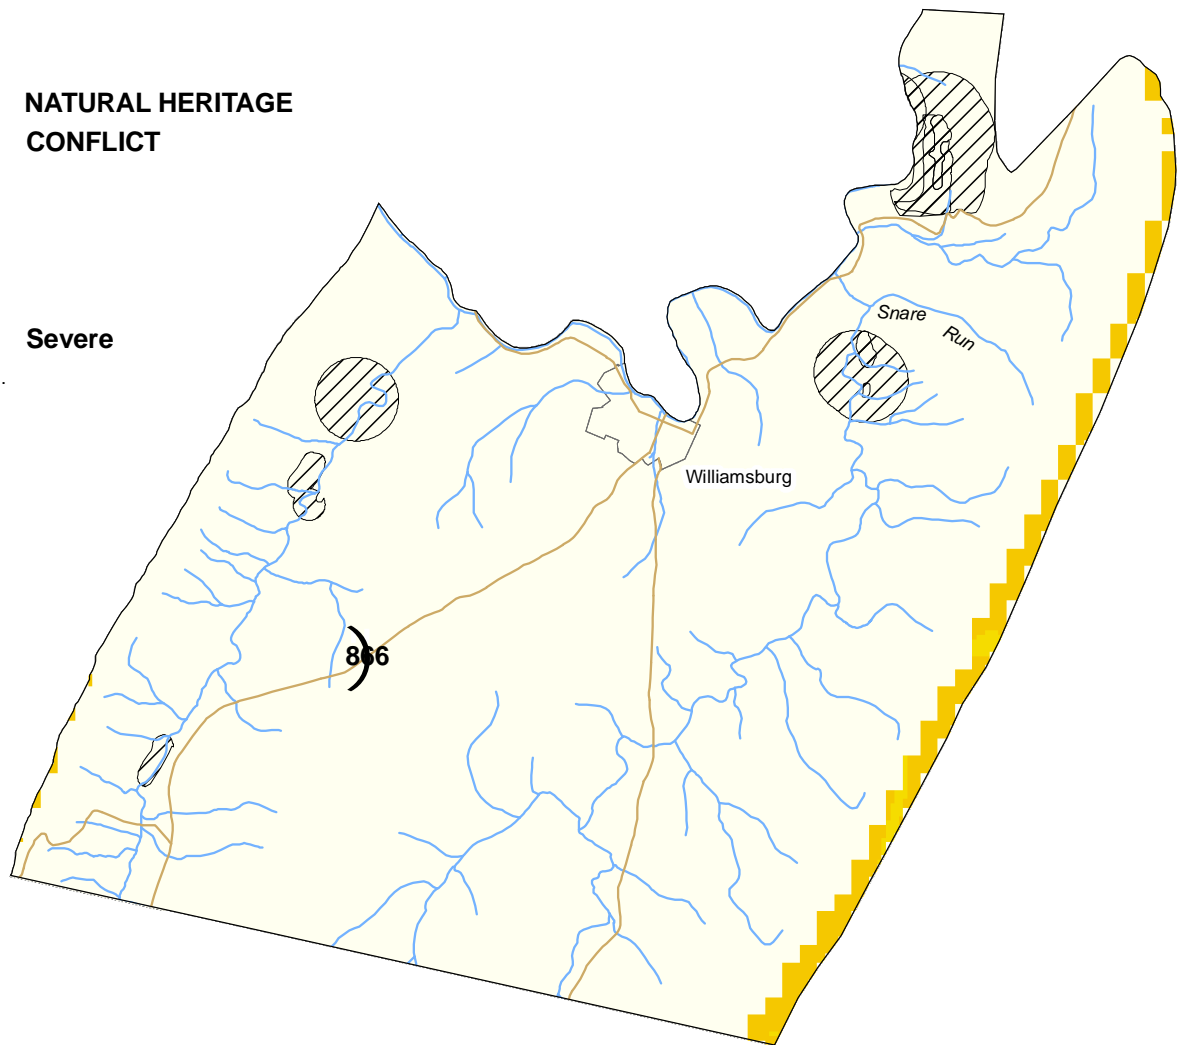 NATURAL HERITAGE
CONFLICT
Snare
Run
Severe
Williamsburg
866